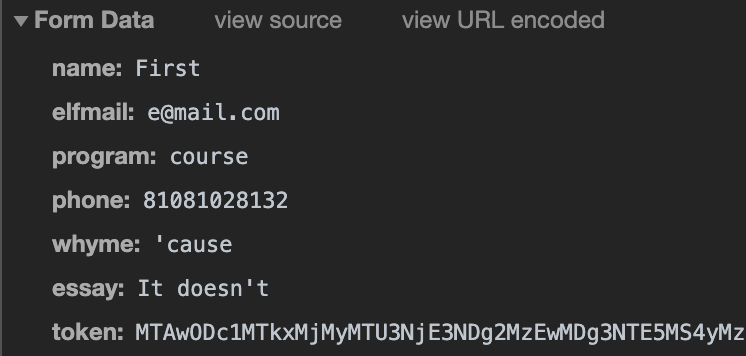 ▼Form Data view source view URL encoded
name: First
elfmail: e@mail.com
program: course
phone: 81081028132
whyme: 'cause
essay: It doesn't
token: MTAwODc1MTkxMjMyMTU3NjE3NDg2MzEwMDg3NTE5MS4yMz